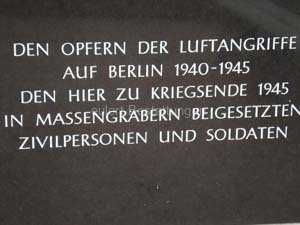 DEN OPFERN DER LUFTANGRIFFE
AUF BERLIN 1940-1945
DEN HIER ZU KRIEGSENDE 1945
IN MASSENGRÄBERN BEIGESETZTEN
ZIVILPERSONEN UND SOLDATEN